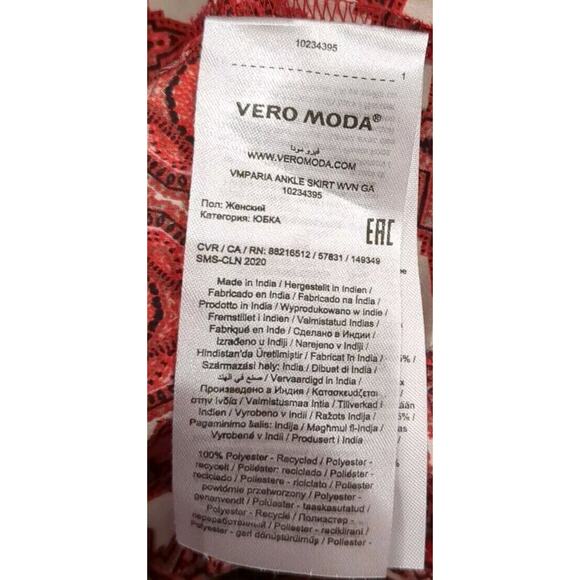 10234395
1
VERO MODA®
فيرو مودا
WWW.VEROMODA.COM
VMPARIA ANKLE SKIRT WVN GA
10234395
Пол: Женский
Категория: ЮБКА
EAC
CVR / CA / RN: 88216512 / 57831 / 149349
SMS-CLN 2020
Made in India / Hergestellt in Indien /
Fabricado en India / Fabricado na Índia /
Prodotto in India / Wyprodukowano w Indie /
Fremstillet i Indien / Valmistatud Indias /
Fabriqué en Inde / Сделано в Индии /
Izrađeno u Indiji / Narejeno v Indiji /
Hindistan'da Üretilmiştir / Fabricat în India /
Származási hely: India / Dibuat di India /
صنع في الهند / Vervaardigd in India /
Произведено в Индия / Κατασκευάζεται
στην Ινδία / Valmistusmaa Intia / Tillverkad i
Indien / Vyrobeno v Indii / Ražots Indija /
Pagaminimo šalis: Indija / Magħmul fl-Indja /
Vyrobené v Indii / Produsert i India
100% Polyester - Recycled / Polyester -
recycelt / Poliéster: reciclado / Poliéster -
reciclado / Poliestere - riciclato / Poliester -
powtórnie przetworzony / Polyester -
genanvendt / Polüester - taaskasutatud /
Polyester - Recyclé / Полиэстер -
переработанный / Poliester - reciklirani /
Polyester - geri dönüştürülmüş / Poliester -